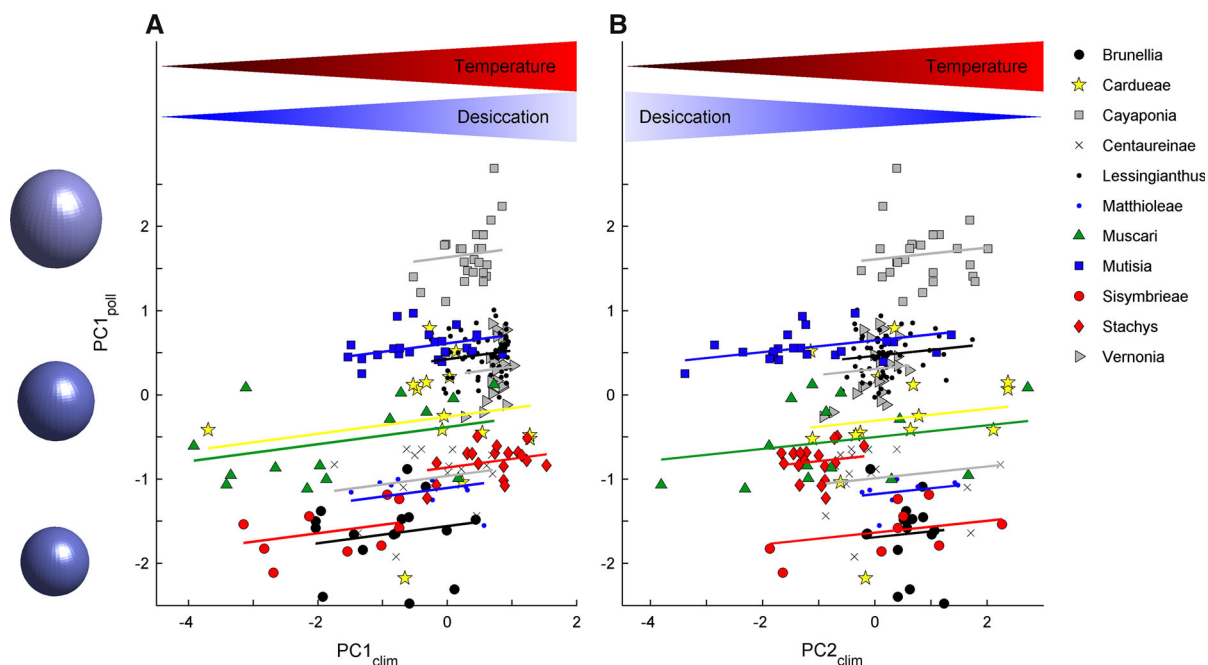 A
B
Temperature
Desiccation
Temperature
Desiccation
Brunellia
Cardueae
Cayaponia
Centaureinae
Lessingianthus
Matthioleae
Muscari
Mutisia
Sisymbrieae
Stachys
Vernonia
PC1poll
2
1
0
-1
-2
-4
-2
0
2
PC1clim
2
1
0
-1
-2
-4
-2
0
2
PC2clim